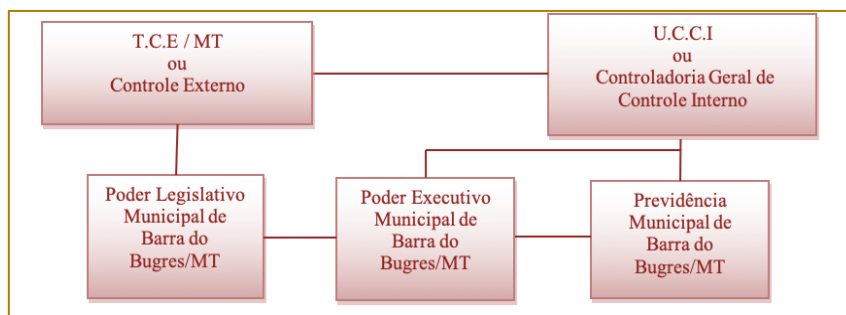 T.C.E / MT
ou
Controle Externo
U.C.C.I
ou
Controladoria Geral de
Controle Interno
Poder Legislativo
Municipal de
Barra do
Bugres/MT
Poder Executivo
Municipal de
Barra do
Bugres/MT
Previdência
Municipal de
Barra do
Bugres/MT